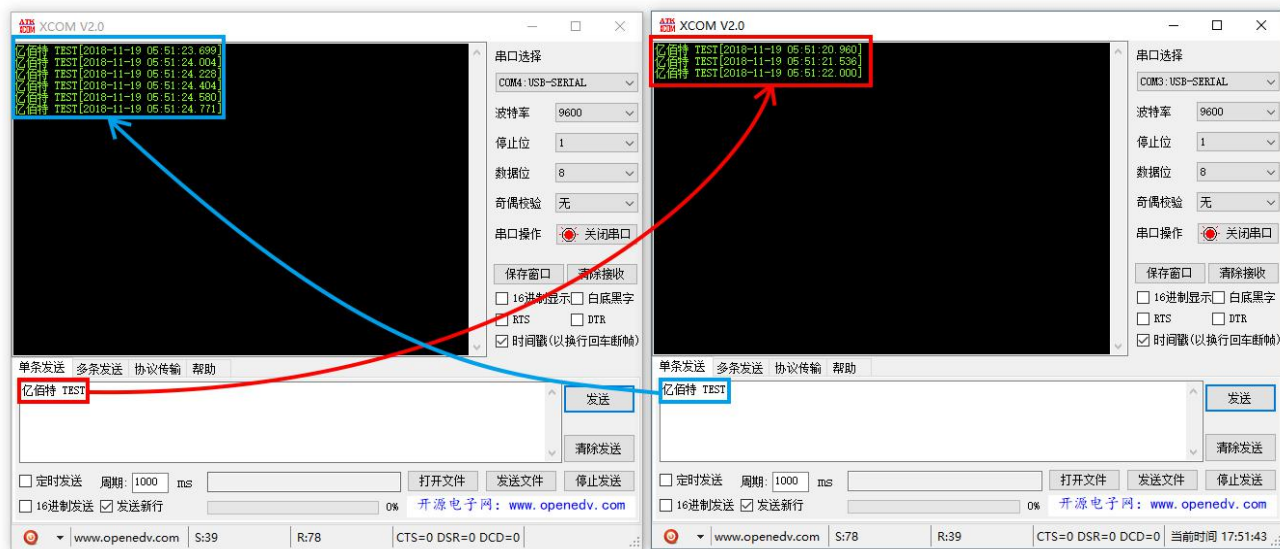 XCOM V2.0
亿佰特 TEST[2018-11-19 05:51:23.699]
亿佰特 TEST[2018-11-19 05:51:24.004]
亿佰特 TEST[2018-11-19 05:51:24.228]
亿佰特 TEST[2018-11-19 05:51:24.404]
亿佰特 TEST[2018-11-19 05:51:24.580]
亿佰特 TEST[2018-11-19 05:51:24.771]
串口选择
COM4:USB-SERIAL
波特率 9600
停止位 1
数据位 8
奇偶校验 无
串口操作 关闭串口
保存窗口 清除接收
16进制显示 白底黑字
RTS DTR
时间戳(以换行回车断帧)
单条发送 多条发送 协议传输 帮助
亿佰特 TEST
发送
清除发送
定时发送 周期: 1000 ms 打开文件 发送文件 停止发送
16进制发送 发送新行 0% 开源电子网: www.openedv.com
www.openedv.com S:39 R:78 CTS=0 DSR=0 DCD=0
XCOM V2.0
亿佰特 TEST[2018-11-19 05:51:20.960]
亿佰特 TEST[2018-11-19 05:51:21.536]
亿佰特 TEST[2018-11-19 05:51:22.000]
串口选择
COM3:USB-SERIAL
波特率 9600
停止位 1
数据位 8
奇偶校验 无
串口操作 关闭串口
保存窗口 清除接收
16进制显示 白底黑字
RTS DTR
时间戳(以换行回车断帧)
单条发送 多条发送 协议传输 帮助
亿佰特 TEST
发送
清除发送
定时发送 周期: 1000 ms 打开文件 发送文件 停止发送
16进制发送 发送新行 0% 开源电子网: www.openedv.com
www.openedv.com S:78 R:39 CTS=0 DSR=0 DCD=0 当前时间 17:51:43